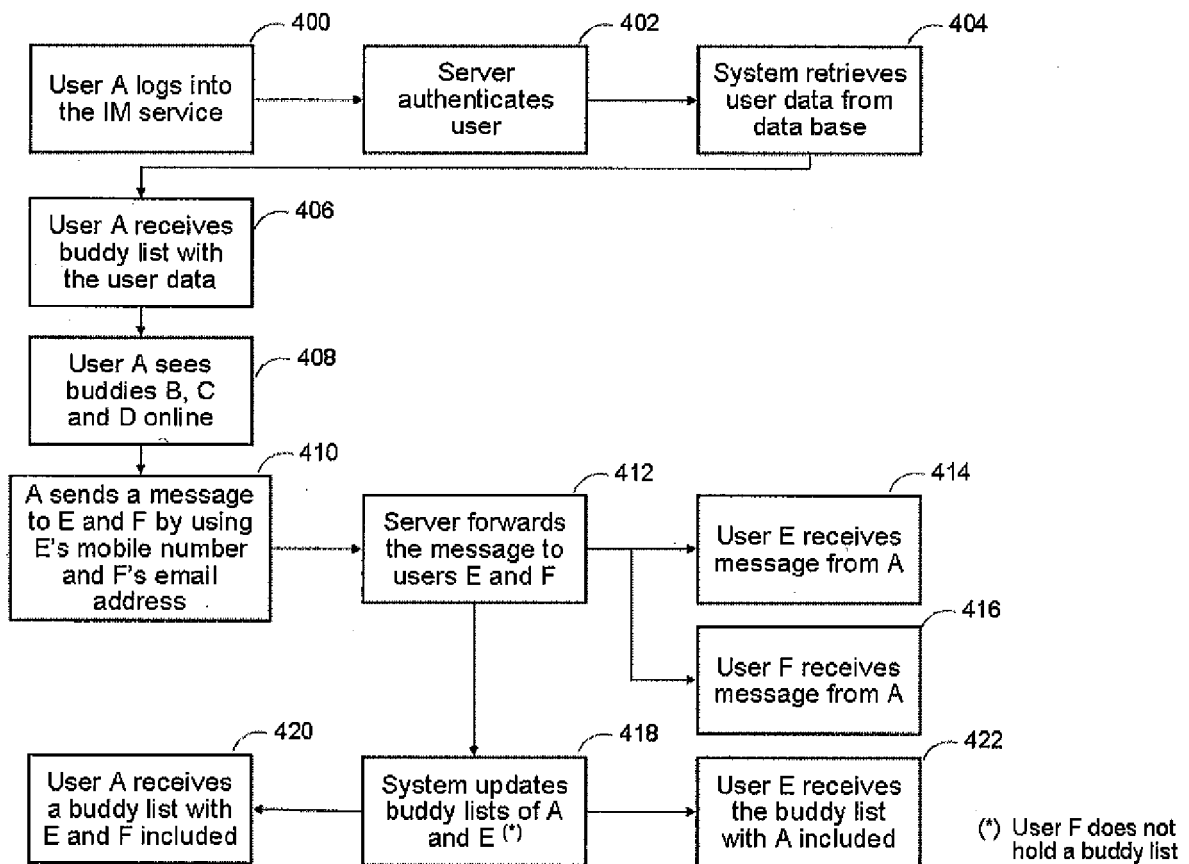 400
User A logs into
the IM service
402
Server
authenticates
user
404
System retrieves
user data from
data base
406
User A receives
buddy list with
the user data
408
User A sees
buddies B, C
and D online
410
A sends a message
to E and F by using
E's mobile number
and F's email
address
412
Server forwards
the message to
users E and F
414
User E receives
message from A
416
User F receives
message from A
420
User A receives
a buddy list with
E and F included
418
System updates
buddy lists of A
and E (*)
422
User E receives
the buddy list
with A included
(*) User F does not
hold a buddy list